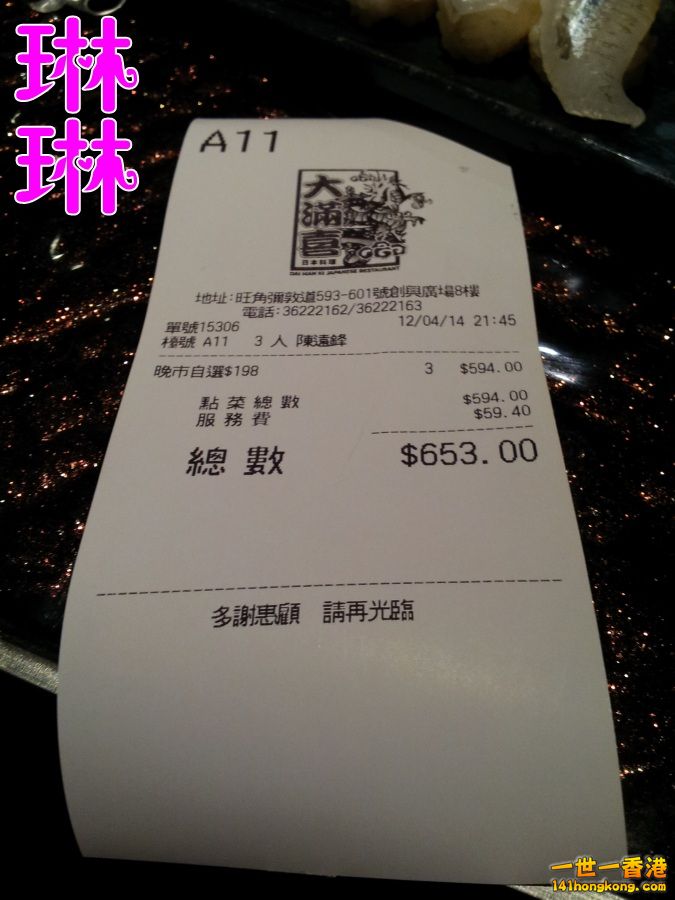 琳
琳
A11
大
滿
喜
日本料理
DAI MAN KI JAPANESE RESTAURANT
地址:旺角彌敦道593-601號創興廣場8樓
電話:36222162/36222163
單號15306 12/04/14 21:45
檯號 A11 3 人 陳遠鋒
晚市自選$198 3 $594.00
點菜總數 $594.00
服務費 $59.40
總數 $653.00
多謝惠顧 請再光臨
一世一香港
141hongkong.com